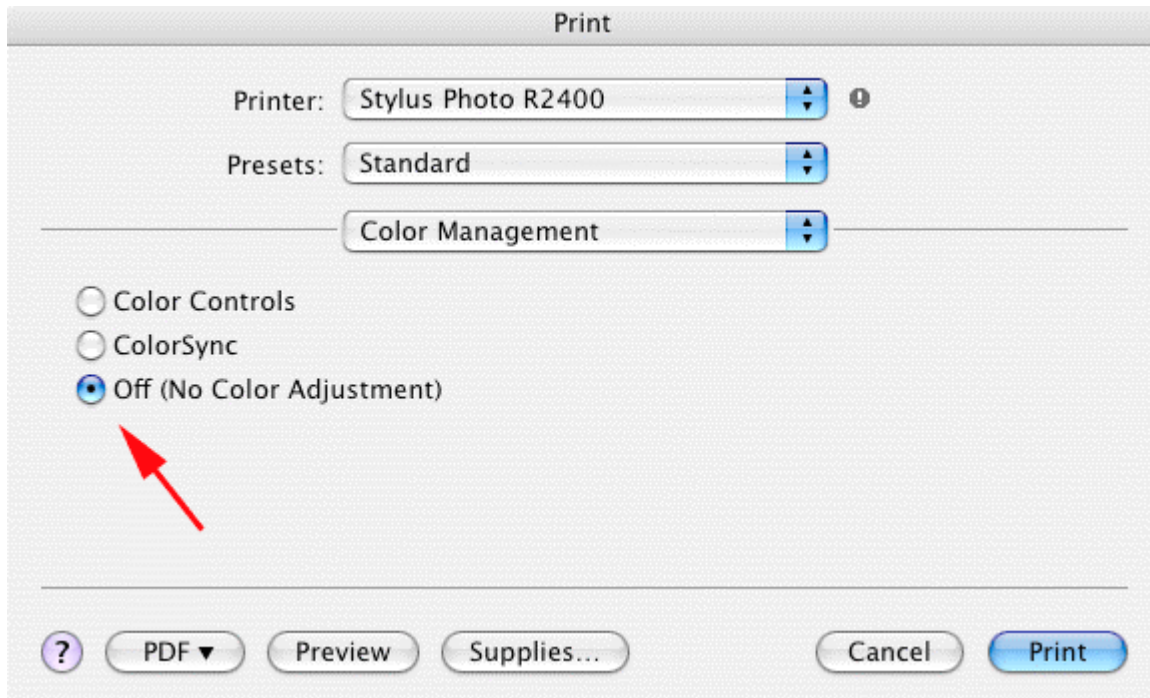 Print
Printer: Stylus Photo R2400
Presets: Standard
Color Management
Color Controls
ColorSync
Off (No Color Adjustment)
? PDF ▼ Preview Supplies... Cancel Print